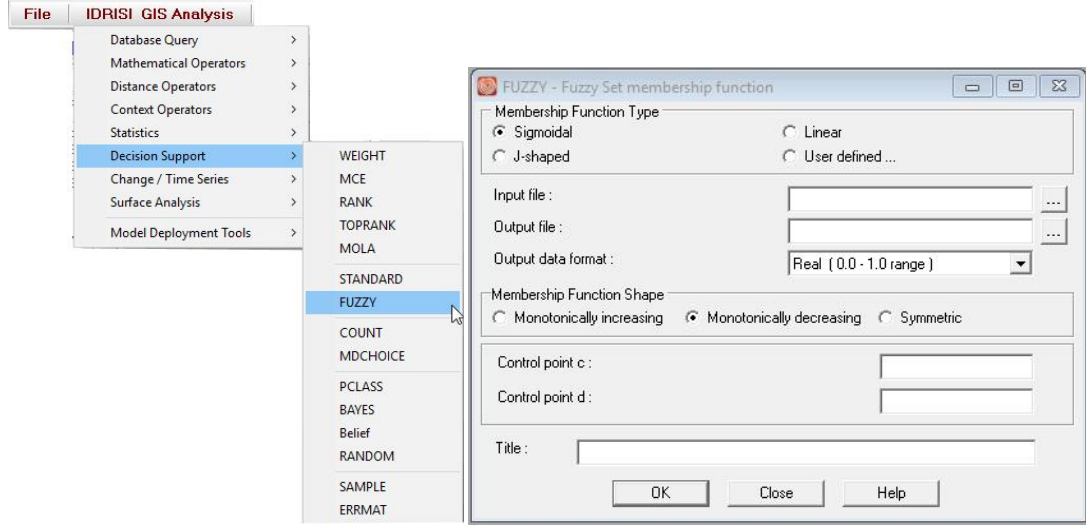 File IDRISI GIS Analysis
Database Query
Mathematical Operators
Distance Operators
Context Operators
Statistics
Decision Support
Change / Time Series
Surface Analysis
Model Deployment Tools
WEIGHT
MCE
RANK
TOPRANK
MOLA
STANDARD
FUZZY
COUNT
MDCHOICE
PCLASS
BAYES
Belief
RANDOM
SAMPLE
ERRMAT
FUZZY - Fuzzy Set membership function
Membership Function Type
Sigmoidal Linear
J-shaped User defined ...
Input file : ...
Output file : ...
Output data format : Real ( 0.0 - 1.0 range )
Membership Function Shape
Monotonically increasing Monotonically decreasing Symmetric
Control point c :
Control point d :
Title :
OK Close Help